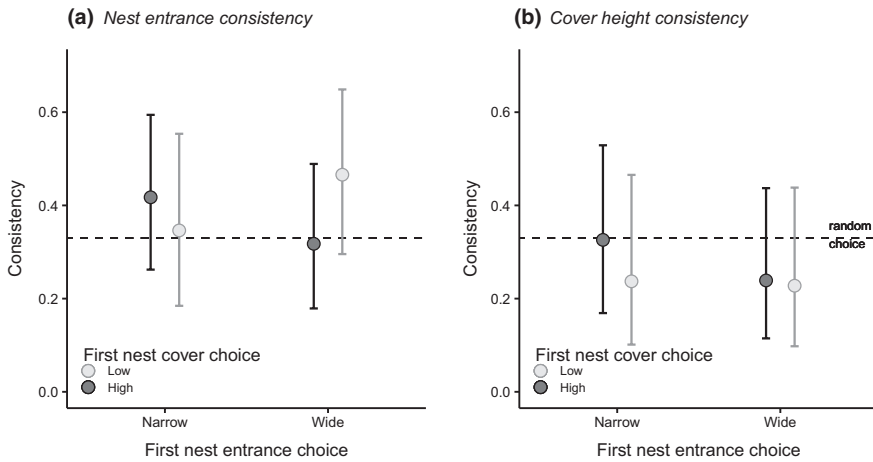 (a) Nest entrance consistency
0.6
0.4
0.2
0.0
Consistency
First nest cover choice
Low
High
Narrow
Wide
First nest entrance choice
(b) Cover height consistency
0.6
0.4
0.2
0.0
Consistency
random
choice
First nest cover choice
Low
High
Narrow
Wide
First nest entrance choice